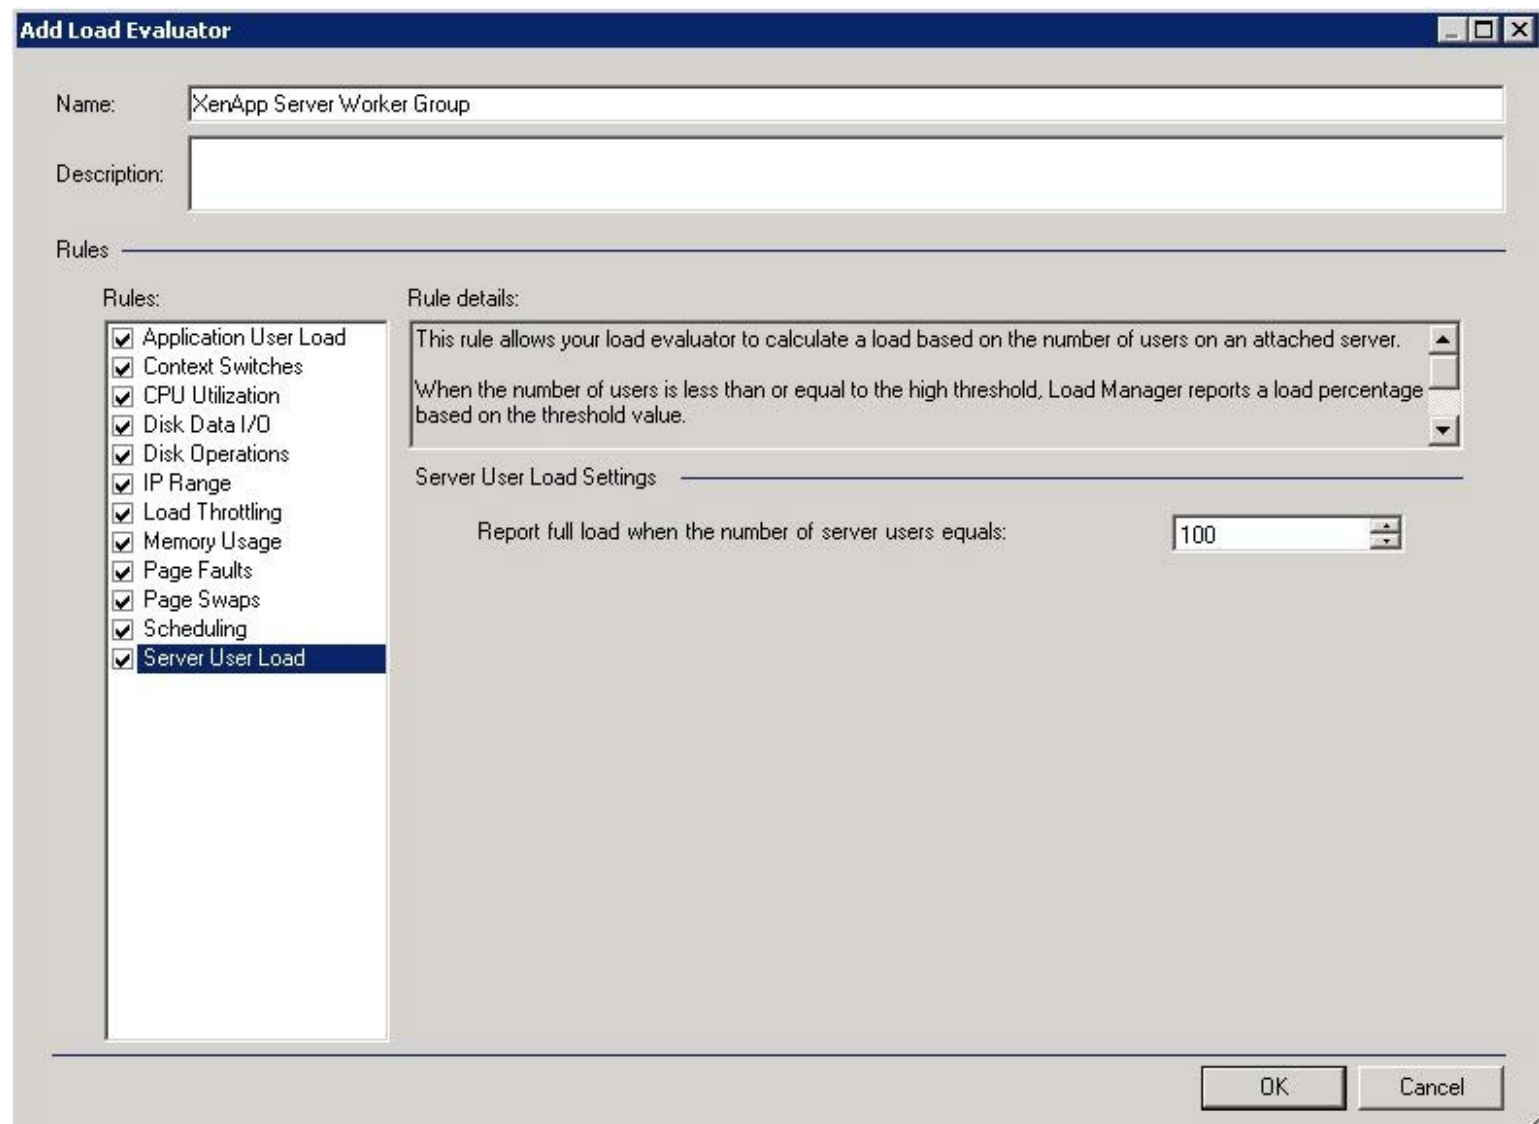 Add Load Evaluator
Name:
XenApp Server Worker Group
Description:
Rules
Rules:
Application User Load
Context Switches
CPU Utilization
Disk Data I/O
Disk Operations
IP Range
Load Throttling
Memory Usage
Page Faults
Page Swaps
Scheduling
Server User Load
Rule details:
This rule allows your load evaluator to calculate a load based on the number of users on an attached server.
When the number of users is less than or equal to the high threshold, Load Manager reports a load percentage
based on the threshold value.
Server User Load Settings
Report full load when the number of server users equals:
100
OK
Cancel